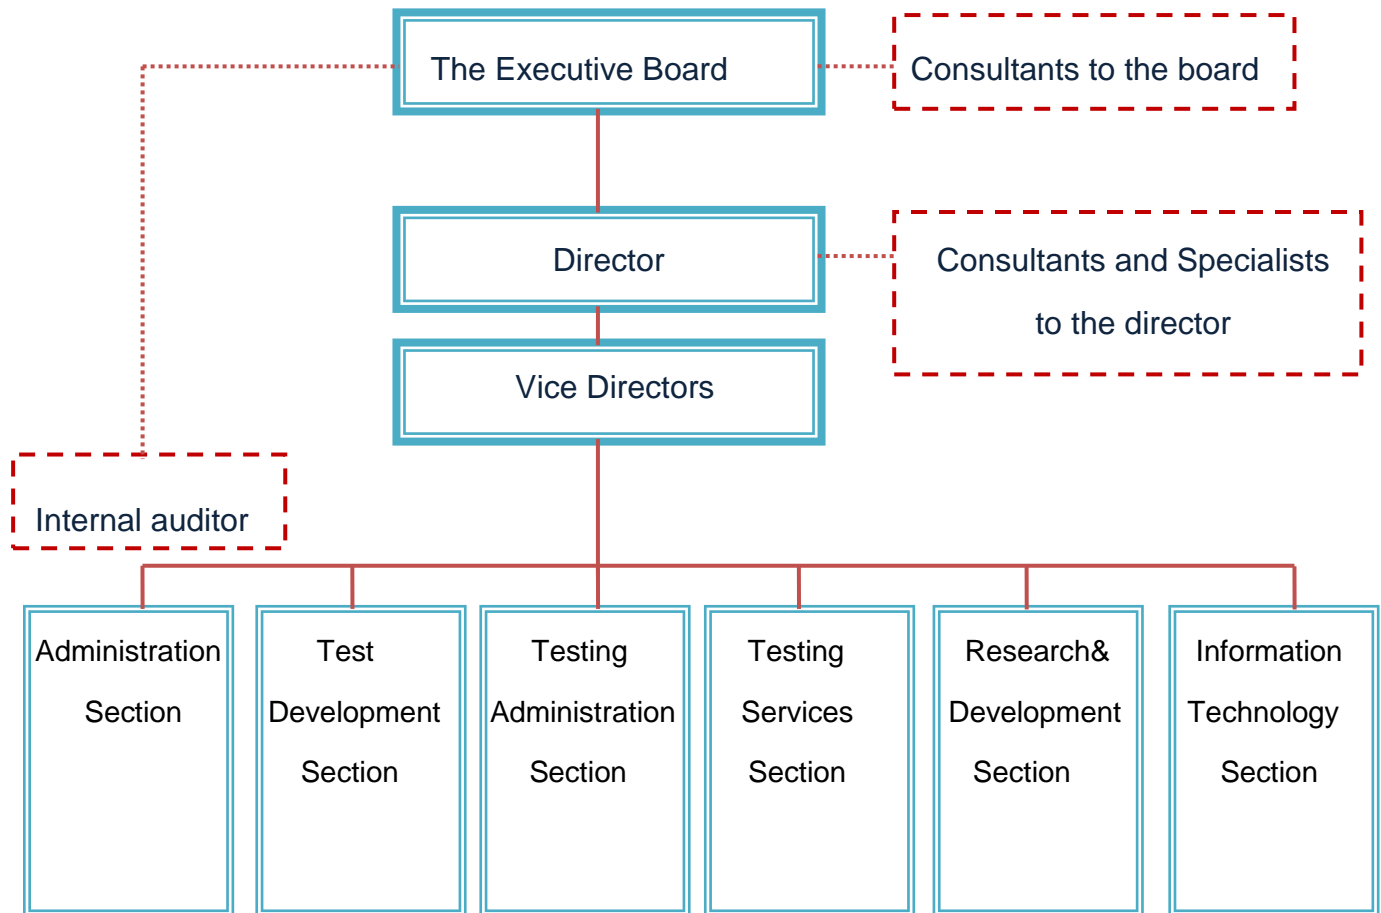 The Executive Board
Consultants to the board
Director
Consultants and Specialists
to the director
Vice Directors
Internal auditor
Administration
Section
Test
Development
Section
Testing
Administration
Section
Testing
Services
Section
Research&
Development
Section
Information
Technology
Section